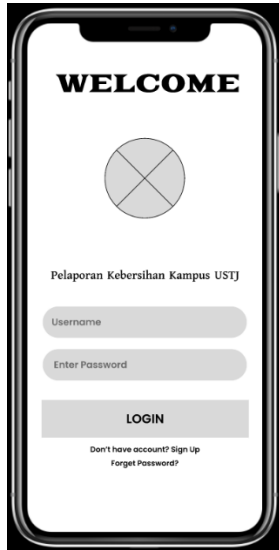 WELCOME
Pelaporan Kebersihan Kampus USTJ
Username
Enter Password
LOGIN
Don't have account? Sign Up
Forget Password?